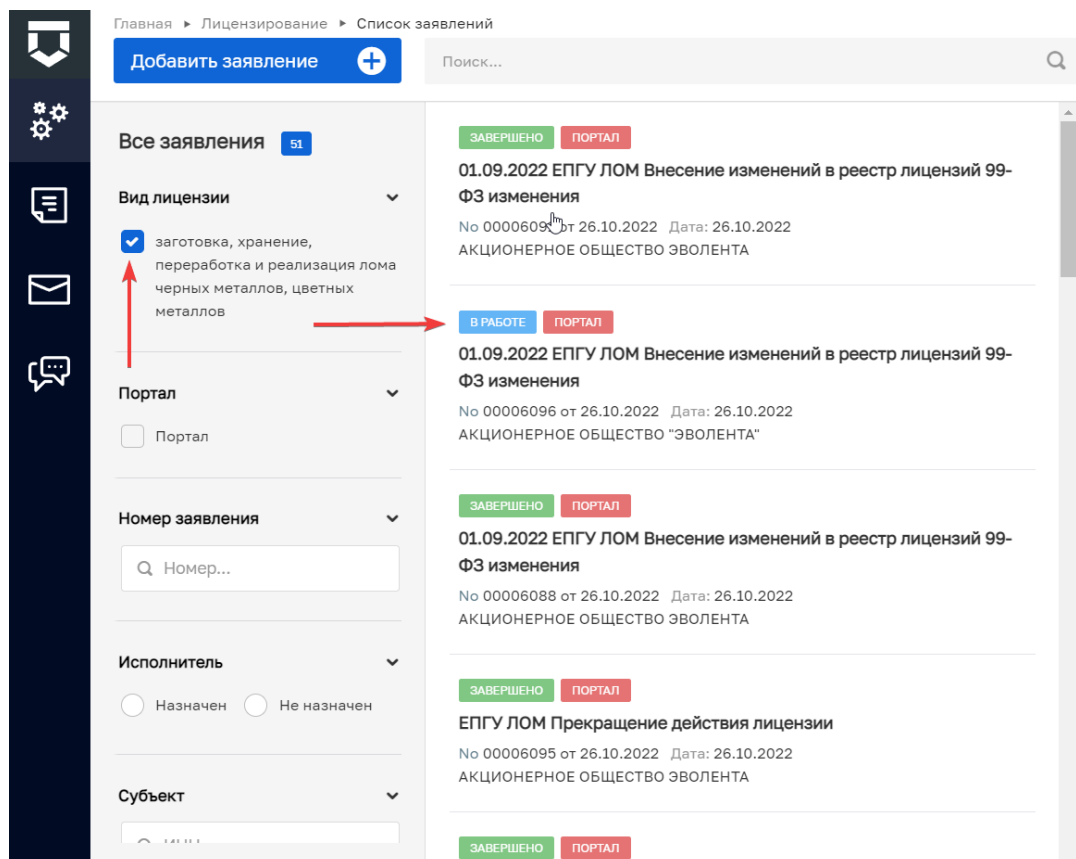 Главная ▸ Лицензирование ▸ Список заявлений
Добавить заявление
Поиск...
Все заявления 51
Вид лицензии
заготовка, хранение,
переработка и реализация лома
черных металлов, цветных
металлов
Портал
Портал
Номер заявления
Номер...
Исполнитель
Назначен Не назначен
Субъект
ЗАВЕРШЕНО ПОРТАЛ
01.09.2022 ЕПГУ ЛОМ Внесение изменений в реестр лицензий 99-
ФЗ изменения
No от 26.10.2022 Дата: 26.10.2022
АКЦИОНЕРНОЕ ОБЩЕСТВО ЭВОЛЕНТА
В РАБОТЕ ПОРТАЛ
01.09.2022 ЕПГУ ЛОМ Внесение изменений в реестр лицензий 99-
ФЗ изменения
No 00006096 от 26.10.2022 Дата: 26.10.2022
АКЦИОНЕРНОЕ ОБЩЕСТВО "ЭВОЛЕНТА"
ЗАВЕРШЕНО ПОРТАЛ
01.09.2022 ЕПГУ ЛОМ Внесение изменений в реестр лицензий 99-
ФЗ изменения
No 00006088 от 26.10.2022 Дата: 26.10.2022
АКЦИОНЕРНОЕ ОБЩЕСТВО ЭВОЛЕНТА
ЗАВЕРШЕНО ПОРТАЛ
ЕПГУ ЛОМ Прекращение действия лицензии
No 00006095 от 26.10.2022 Дата: 26.10.2022
АКЦИОНЕРНОЕ ОБЩЕСТВО ЭВОЛЕНТА
ЗАВЕРШЕНО ПОРТАЛ